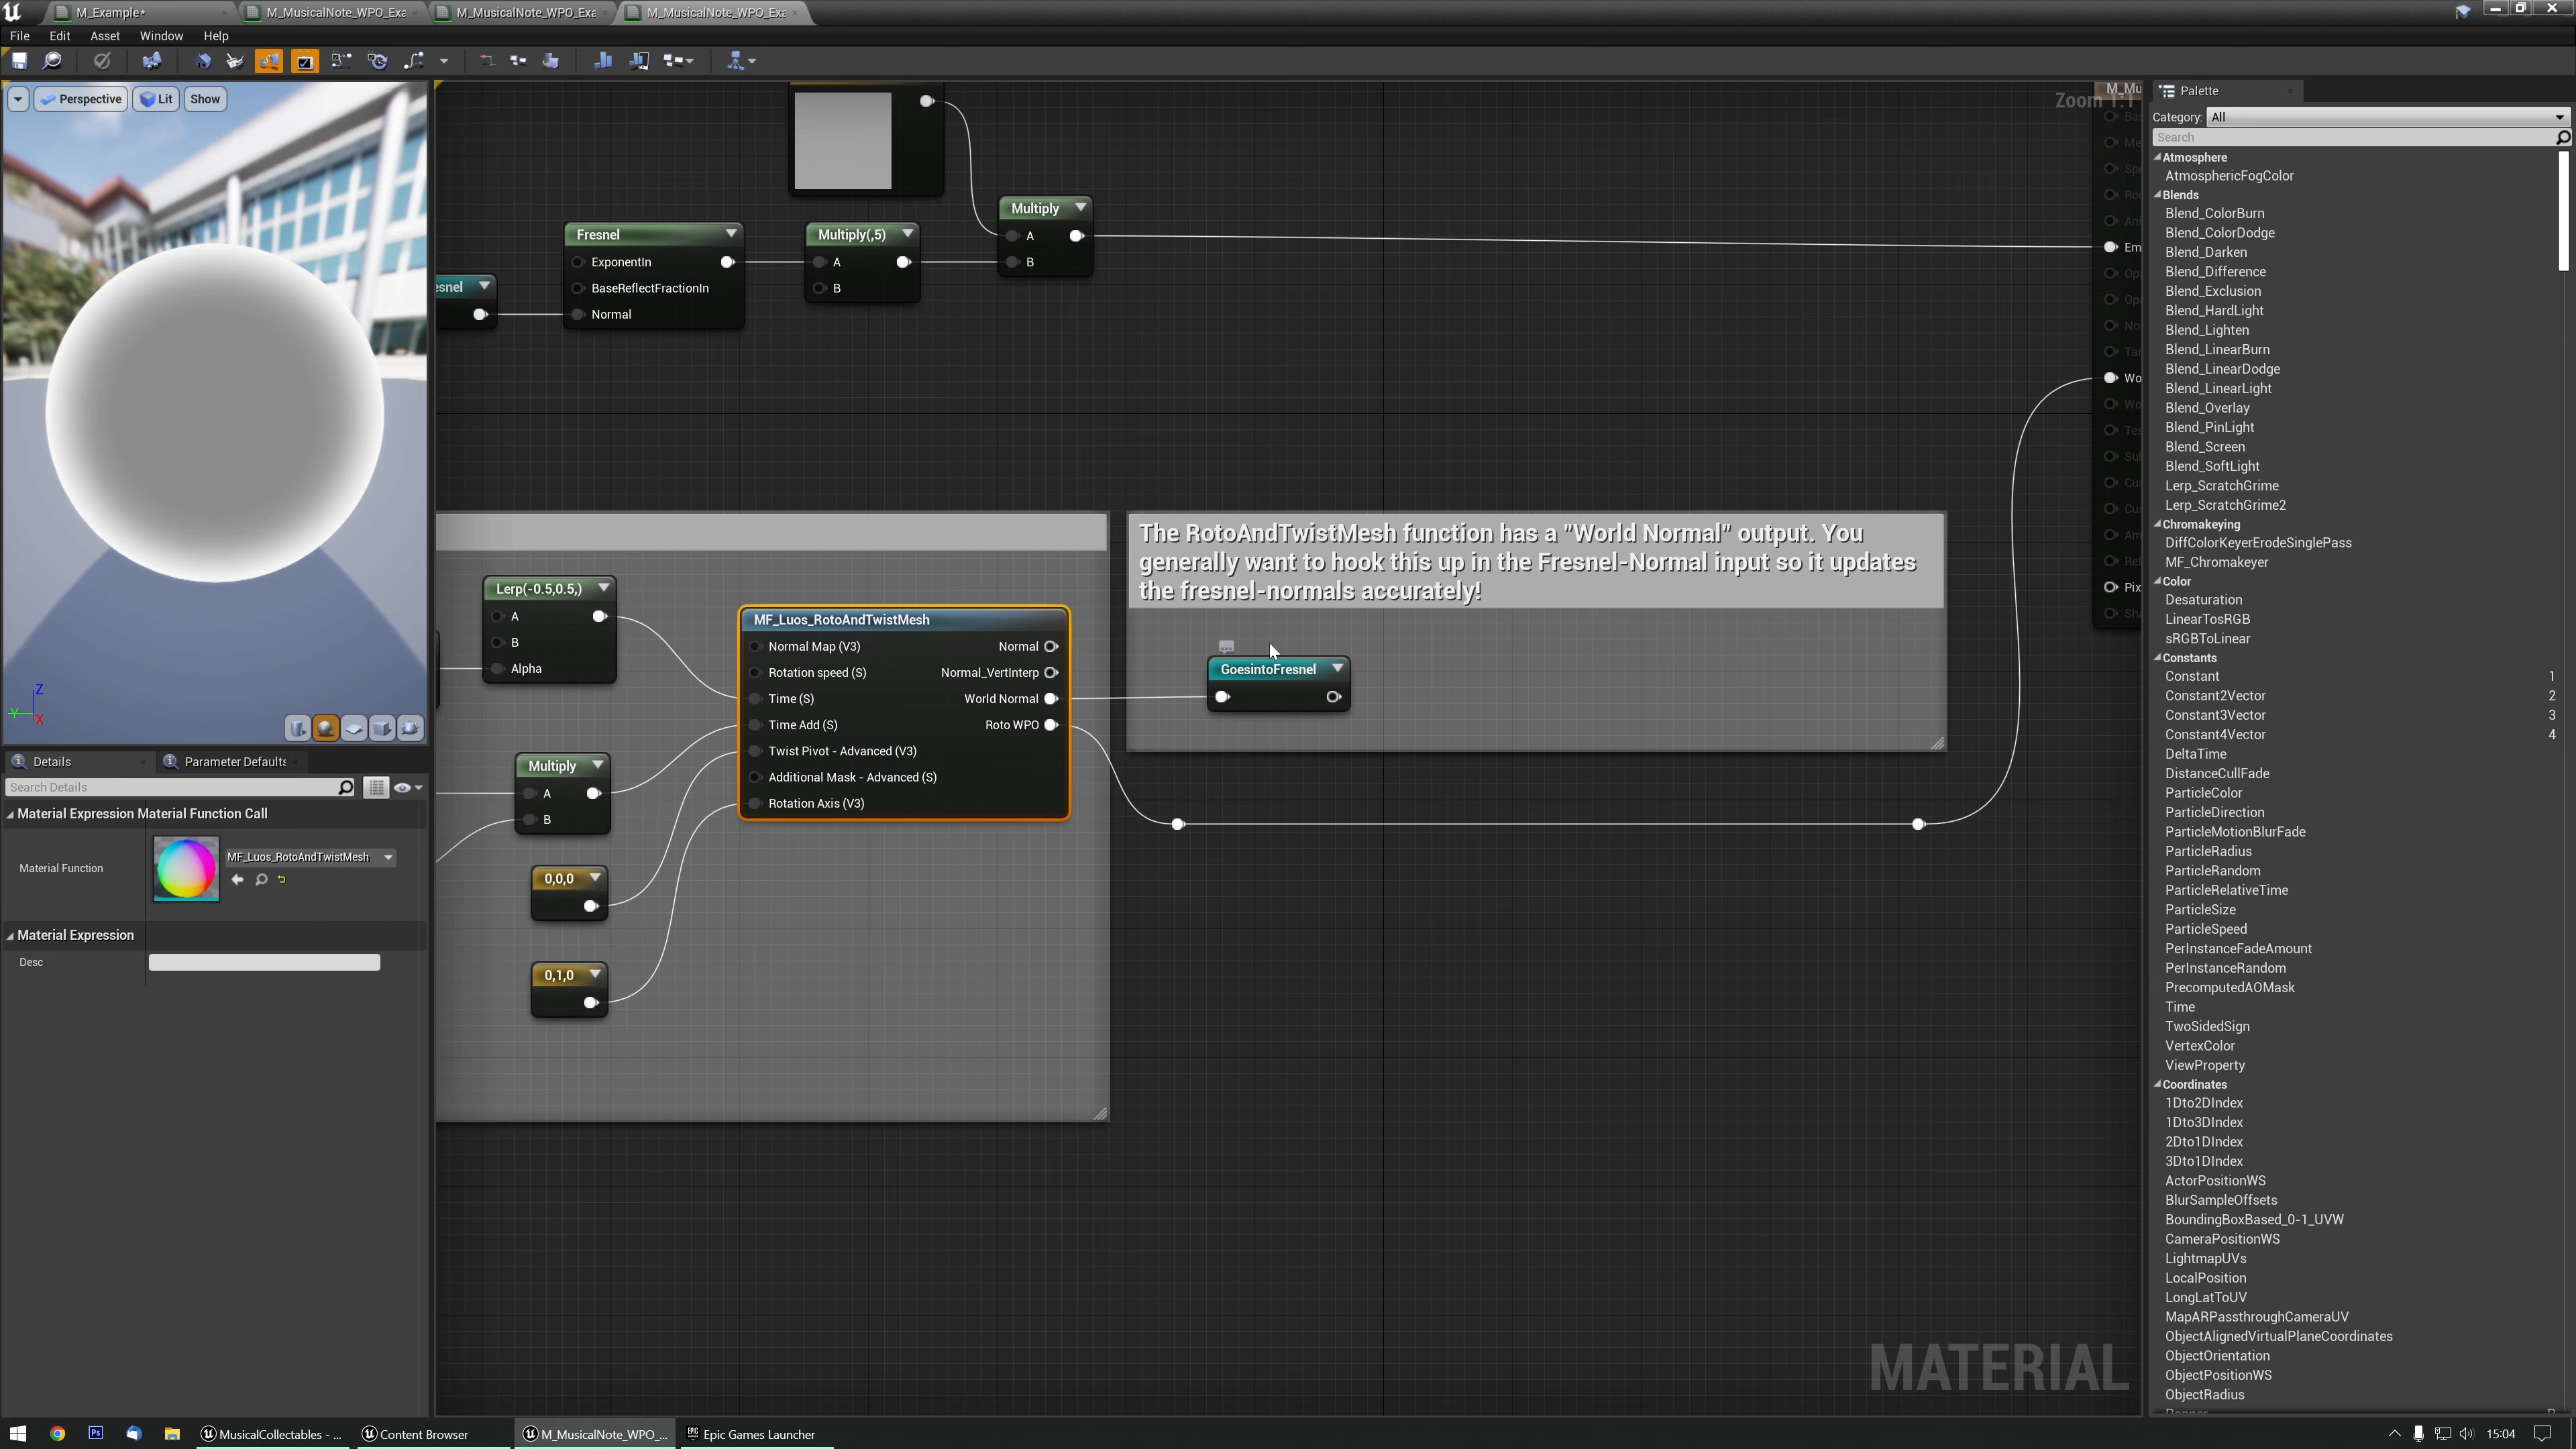 M_Example*
M_MusicalNote_WPO_Exa
M_MusicalNote_WPO_Exa
M_MusicalNote_WPO_Exa
File Edit Asset Window Help
Perspective Lit Show
Z
Y
X
Details
Parameter Defaults
Search Details
Material Expression Material Function Call
Material Function
MF_Luos_RotoAndTwistMesh
Material Expression
Desc
Zoom 1:1
Fresnel
ExponentIn
BaseReflectFractionIn
Normal
esnel
Multiply(,5)
A
B
Multiply
A
B
M_Mu
Em
Wo
Pix
Lerp(-0.5,0.5,)
A
B
Alpha
Multiply
A
B
0,0,0
0,1,0
MF_Luos_RotoAndTwistMesh
Normal Map (V3) Normal
Rotation speed (S) Normal_VertInterp
Time (S) World Normal
Time Add (S) Roto WPO
Twist Pivot - Advanced (V3)
Additional Mask - Advanced (S)
Rotation Axis (V3)
The RotoAndTwistMesh function has a "World Normal" output. You
generally want to hook this up in the Fresnel-Normal input so it updates
the fresnel-normals accurately!
GoesintoFresnel
MATERIAL
Palette
Category: All
Search
Atmosphere
AtmosphericFogColor
Blends
Blend_ColorBurn
Blend_ColorDodge
Blend_Darken
Blend_Difference
Blend_Exclusion
Blend_HardLight
Blend_Lighten
Blend_LinearBurn
Blend_LinearDodge
Blend_LinearLight
Blend_Overlay
Blend_PinLight
Blend_Screen
Blend_SoftLight
Lerp_ScratchGrime
Lerp_ScratchGrime2
Chromakeying
DiffColorKeyerErodeSinglePass
MF_Chromakeyer
Color
Desaturation
LinearTosRGB
sRGBToLinear
Constants
Constant 1
Constant2Vector 2
Constant3Vector 3
Constant4Vector 4
DeltaTime
DistanceCullFade
ParticleColor
ParticleDirection
ParticleMotionBlurFade
ParticleRadius
ParticleRandom
ParticleRelativeTime
ParticleSize
ParticleSpeed
PerInstanceFadeAmount
PerInstanceRandom
PrecomputedAOMask
Time
TwoSidedSign
VertexColor
ViewProperty
Coordinates
1Dto2DIndex
1Dto3DIndex
2Dto1DIndex
3Dto1DIndex
ActorPositionWS
BlurSampleOffsets
BoundingBoxBased_0-1_UVW
CameraPositionWS
LightmapUVs
LocalPosition
LongLatToUV
MapARPassthroughCameraUV
ObjectAlignedVirtualPlaneCoordinates
ObjectOrientation
ObjectPositionWS
ObjectRadius
MusicalCollectables - ...
Content Browser
M_MusicalNote_WPO_...
Epic Games Launcher
15:04